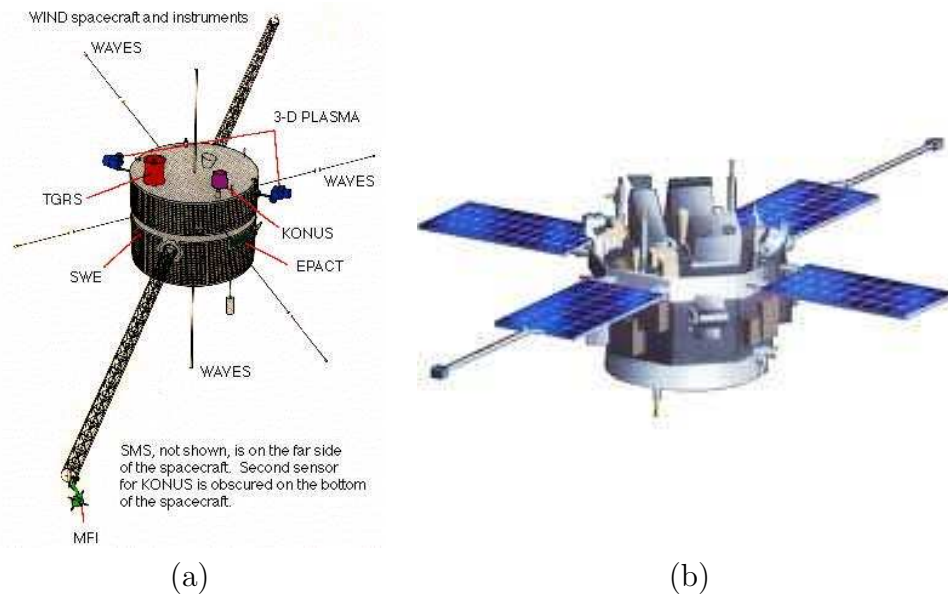 WIND spacecraft and instruments
WAVES
3-D PLASMA
TGRS
WAVES
KONUS
SWE
EPACT
WAVES
SMS, not shown, is on the far side
of the spacecraft. Second sensor
for KONUS is obscured on the bottom
of the spacecraft.
MFI
(a)
(b)